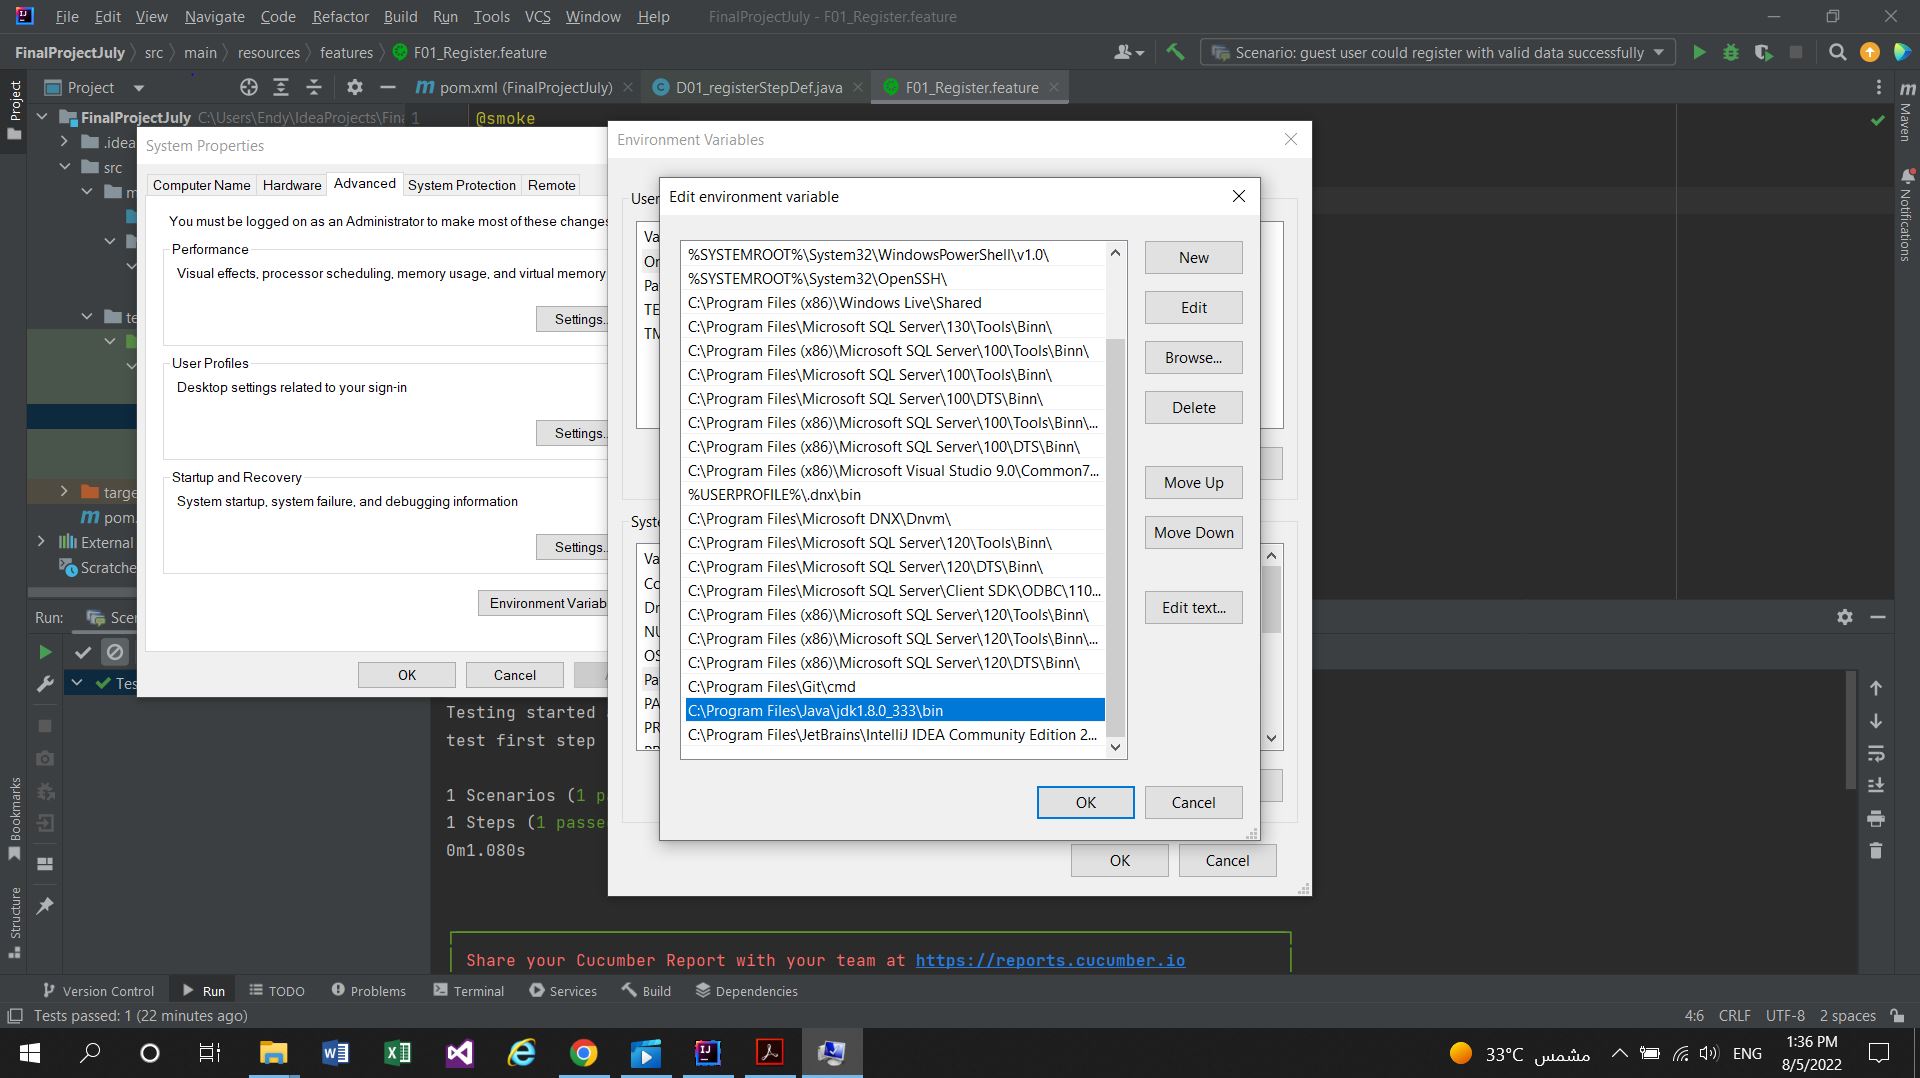 File Edit View Navigate Code Refactor Build Run Tools VCS Window Help FinalProjectJuly - F01_Register.feature
FinalProjectJuly src main resources features F01_Register.feature Scenario: guest user could register with valid data successfully
Project Project pom.xml (FinalProjectJuly) D01_registerStepDef.java F01_Register.feature
FinalProjectJuly C:\Users\Endy\IdeaProjects\Fina 1 @smoke
.idea
src
m
te
targe
pom.
External
Scratche
Maven
Notifications
System Properties
Computer Name Hardware Advanced System Protection Remote
You must be logged on as an Administrator to make most of these changes
Performance
Visual effects, processor scheduling, memory usage, and virtual memory
Settings..
User Profiles
Desktop settings related to your sign-in
Settings..
Startup and Recovery
System startup, system failure, and debugging information
Settings..
Environment Variab
OK Cancel
Environment Variables
User
Va
On
Pa
TE
TM
Syste
Va
Co
Dr
NU
OS
Pa
PA
PR
OK Cancel
Edit environment variable
%SYSTEMROOT%\System32\WindowsPowerShell\v1.0\
%SYSTEMROOT%\System32\OpenSSH\
C:\Program Files (x86)\Windows Live\Shared
C:\Program Files\Microsoft SQL Server\130\Tools\Binn\
C:\Program Files (x86)\Microsoft SQL Server\100\Tools\Binn\
C:\Program Files\Microsoft SQL Server\100\Tools\Binn\
C:\Program Files\Microsoft SQL Server\100\DTS\Binn\
C:\Program Files (x86)\Microsoft SQL Server\100\Tools\Binn\...
C:\Program Files (x86)\Microsoft SQL Server\100\DTS\Binn\
C:\Program Files (x86)\Microsoft Visual Studio 9.0\Common7...
%USERPROFILE%\.dnx\bin
C:\Program Files\Microsoft DNX\Dnvm\
C:\Program Files\Microsoft SQL Server\120\Tools\Binn\
C:\Program Files\Microsoft SQL Server\120\DTS\Binn\
C:\Program Files\Microsoft SQL Server\Client SDK\ODBC\110...
C:\Program Files (x86)\Microsoft SQL Server\120\Tools\Binn\
C:\Program Files (x86)\Microsoft SQL Server\120\Tools\Binn\...
C:\Program Files (x86)\Microsoft SQL Server\120\DTS\Binn\
C:\Program Files\Git\cmd
C:\Program Files\Java\jdk1.8.0_333\bin
C:\Program Files\JetBrains\IntelliJ IDEA Community Edition 2...
New
Edit
Browse...
Delete
Move Up
Move Down
Edit text...
OK Cancel
Run: Scen
Tes
Testing started
test first step
1 Scenarios (1 p
1 Steps (1 passe
0m1.080s
Share your Cucumber Report with your team at https://reports.cucumber.io
Bookmarks
Structure
Version Control Run TODO Problems Terminal Services Build Dependencies
Tests passed: 1 (22 minutes ago) 4:6 CRLF UTF-8 2 spaces
33°C مشمس ENG 1:36 PM
8/5/2022